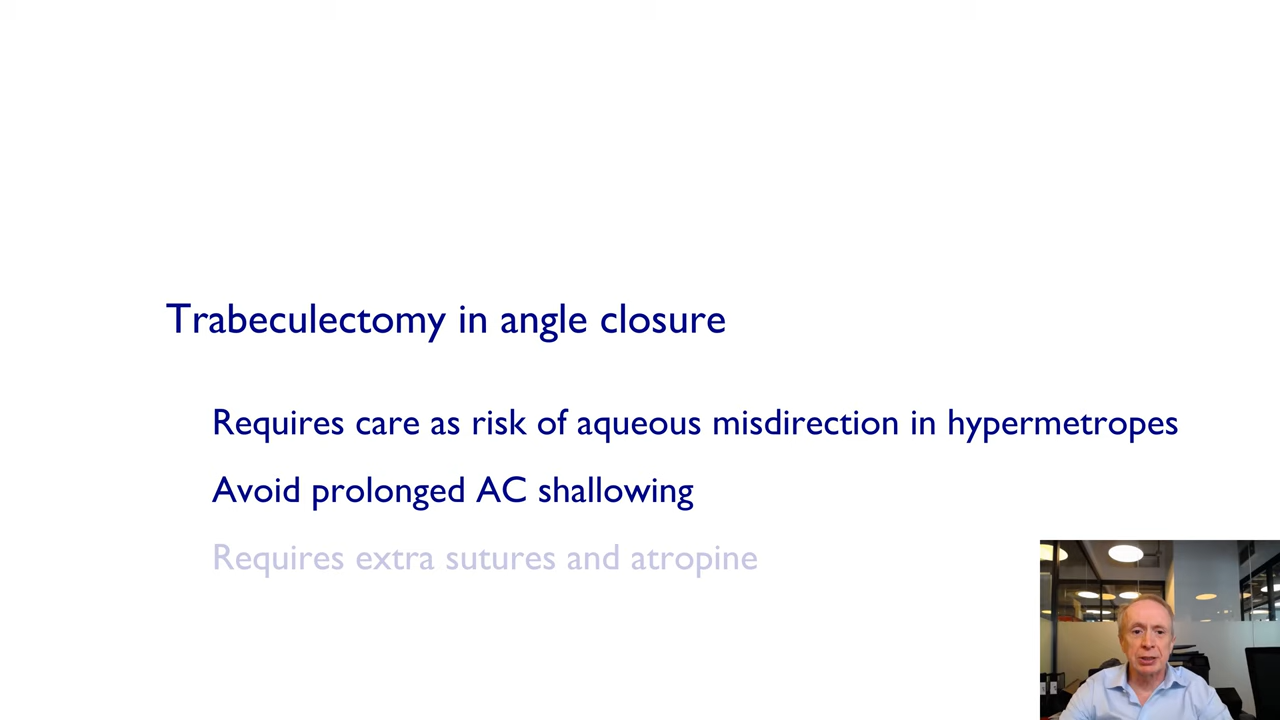 Trabeculectomy in angle closure
Requires care as risk of aqueous misdirection in hypermetropes
Avoid prolonged AC shallowing
Requires extra sutures and atropine